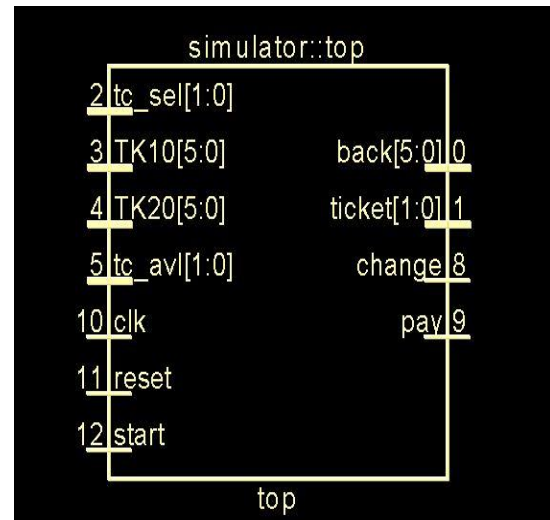 simulator::top
2 tc_sel[1:0]
3 TK10[5:0] back[5:0] 0
4 TK20[5:0] ticket[1:0] 1
5 tc_avl[1:0] change 8
10 clk pay 9
11 reset
12 start
top